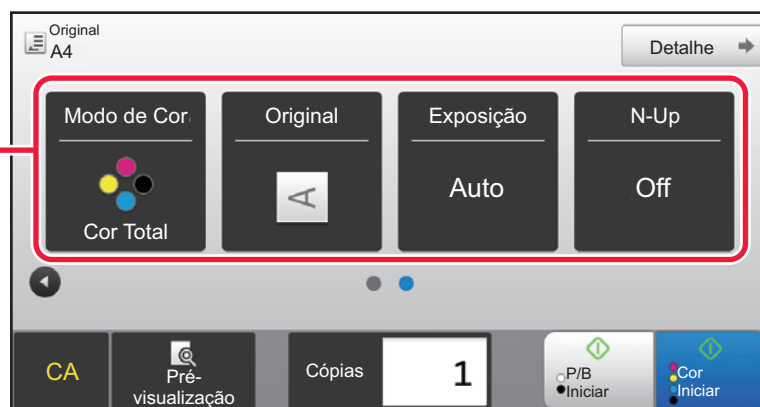 Original
A4
Detalhe
Modo de Cor
Original
Exposição
N-Up
A
Auto
Off
Cor Total
CA
Pré-
visualização
Cópias
1
P/B
Iniciar
Cor
Iniciar